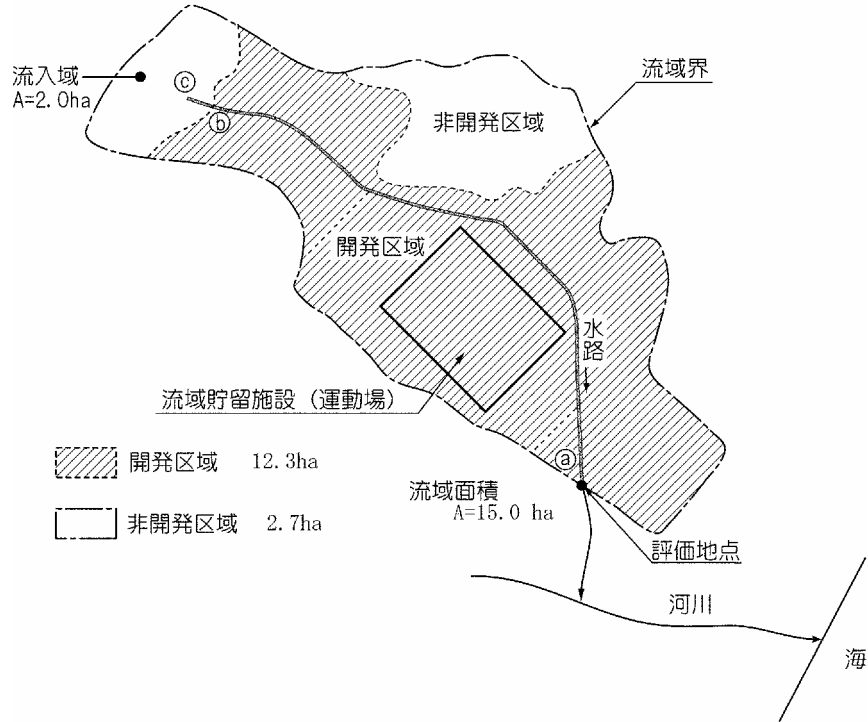 流入域
A=2.0ha
ⓒ
ⓑ
流域界
非開発区域
開発区域
水路
流域貯留施設（運動場）
開発区域 12.3ha
非開発区域 2.7ha
ⓐ
流域面積
A=15.0 ha
評価地点
河川
海